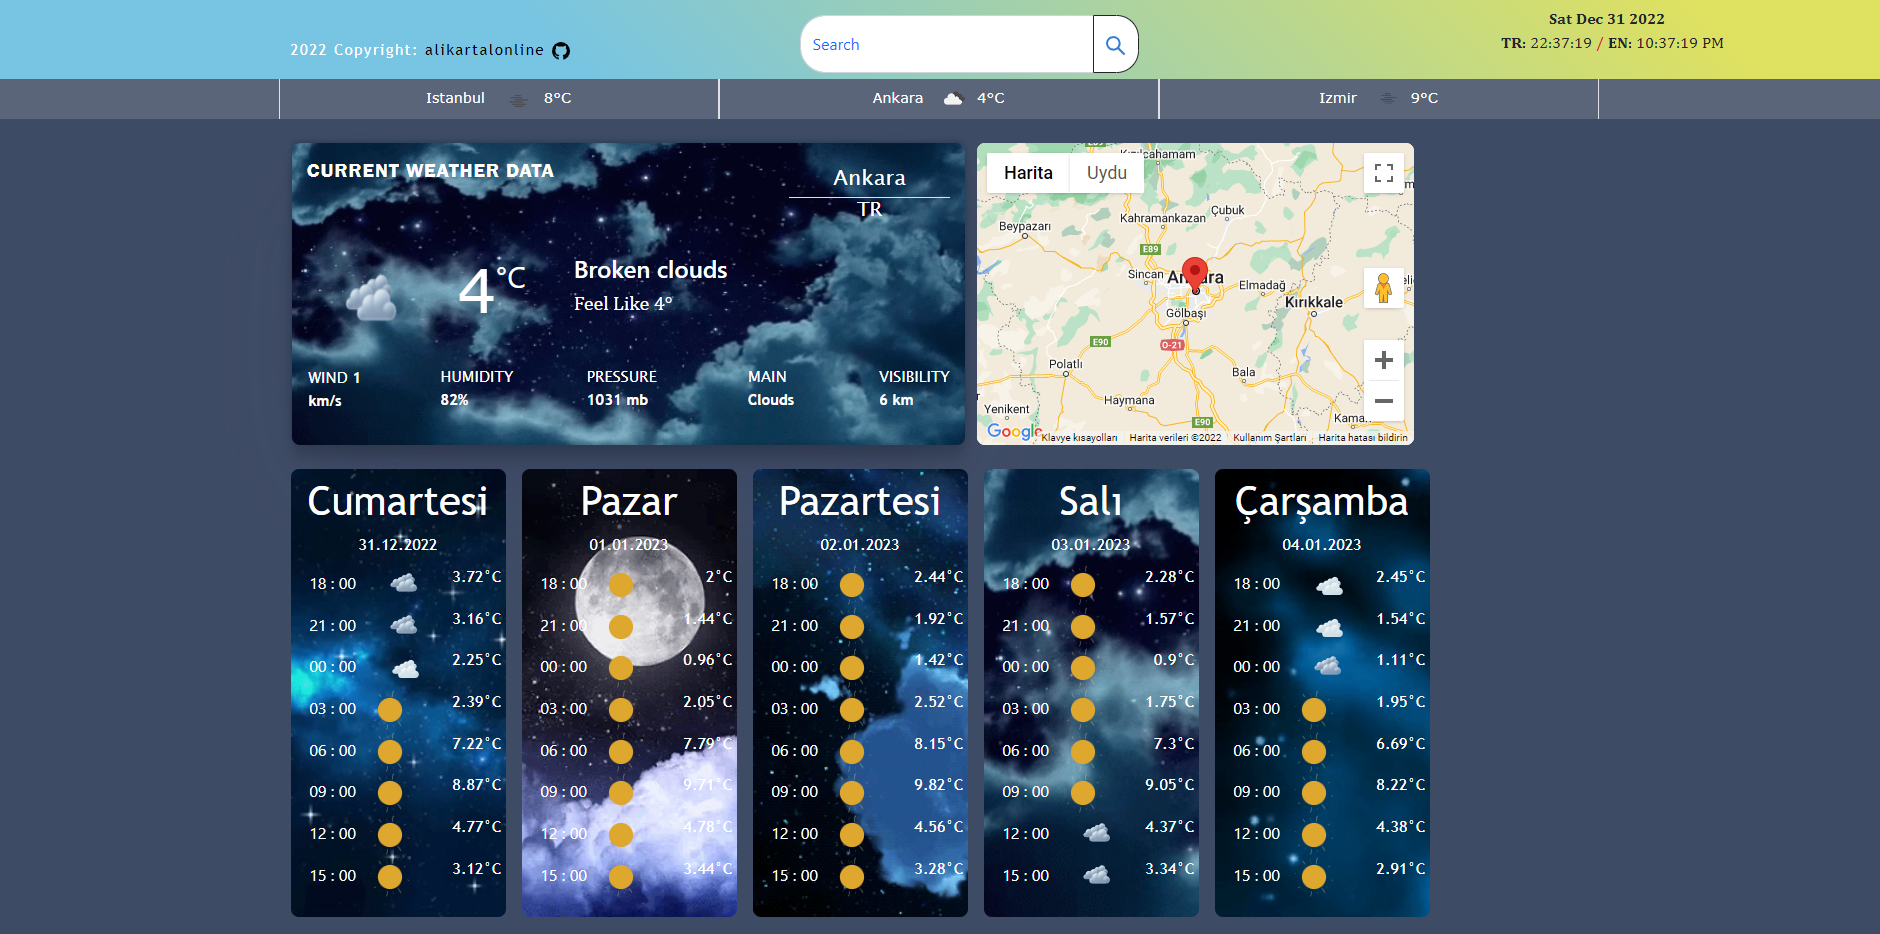 2022 Copyright: alikartalonline
Search
Sat Dec 31 2022
TR: 22:37:19 / EN: 10:37:19 PM
Istanbul 8°C
Ankara 4°C
Izmir 9°C
CURRENT WEATHER DATA
Ankara
TR
4°C
Broken clouds
Feel Like 4°
WIND 1
km/s
HUMIDITY
82%
PRESSURE
1031 mb
MAIN
Clouds
VISIBILITY
6 km
Harita Uydu
Kızılcahamam
Kahramankazan
Çubuk
Beypazarı
E89
Sincan
Ankara
Elmadağ
Kırıkkale
Gölbaşı
E90
O-21
Polatlı
Bala
Haymana
Yenikent
E90
Google
Klavye kısayolları Harita verileri ©2022 Kullanım Şartları Harita hatası bildirin
Cumartesi
31.12.2022
18 : 00 3.72°C
21 : 00 3.16°C
00 : 00 2.25°C
03 : 00 2.39°C
06 : 00 7.22°C
09 : 00 8.87°C
12 : 00 4.77°C
15 : 00 3.12°C
Pazar
01.01.2023
18 : 00 2°C
21 : 00 1.44°C
00 : 00 0.96°C
03 : 00 2.05°C
06 : 00 7.79°C
09 : 00 9.71°C
12 : 00 4.78°C
15 : 00 3.44°C
Pazartesi
02.01.2023
18 : 00 2.44°C
21 : 00 1.92°C
00 : 00 1.42°C
03 : 00 2.52°C
06 : 00 8.15°C
09 : 00 9.82°C
12 : 00 4.56°C
15 : 00 3.28°C
Salı
03.01.2023
18 : 00 2.28°C
21 : 00 1.57°C
00 : 00 0.9°C
03 : 00 1.75°C
06 : 00 7.3°C
09 : 00 9.05°C
12 : 00 4.37°C
15 : 00 3.34°C
Çarşamba
04.01.2023
18 : 00 2.45°C
21 : 00 1.54°C
00 : 00 1.11°C
03 : 00 1.95°C
06 : 00 6.69°C
09 : 00 8.22°C
12 : 00 4.38°C
15 : 00 2.91°C